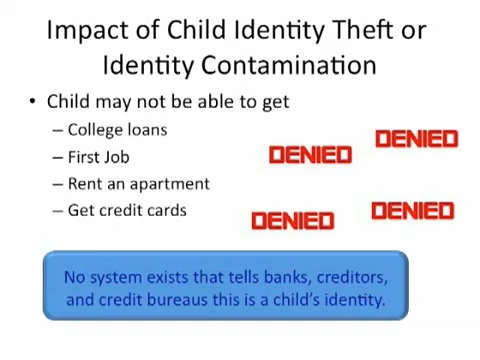 Impact of Child Identity Theft or
Identity Contamination
• Child may not be able to get
– College loans
DENIED
– First Job
DENIED
– Rent an apartment
– Get credit cards
DENIED
DENIED
No system exists that tells banks, creditors,
and credit bureaus this is a child's identity.